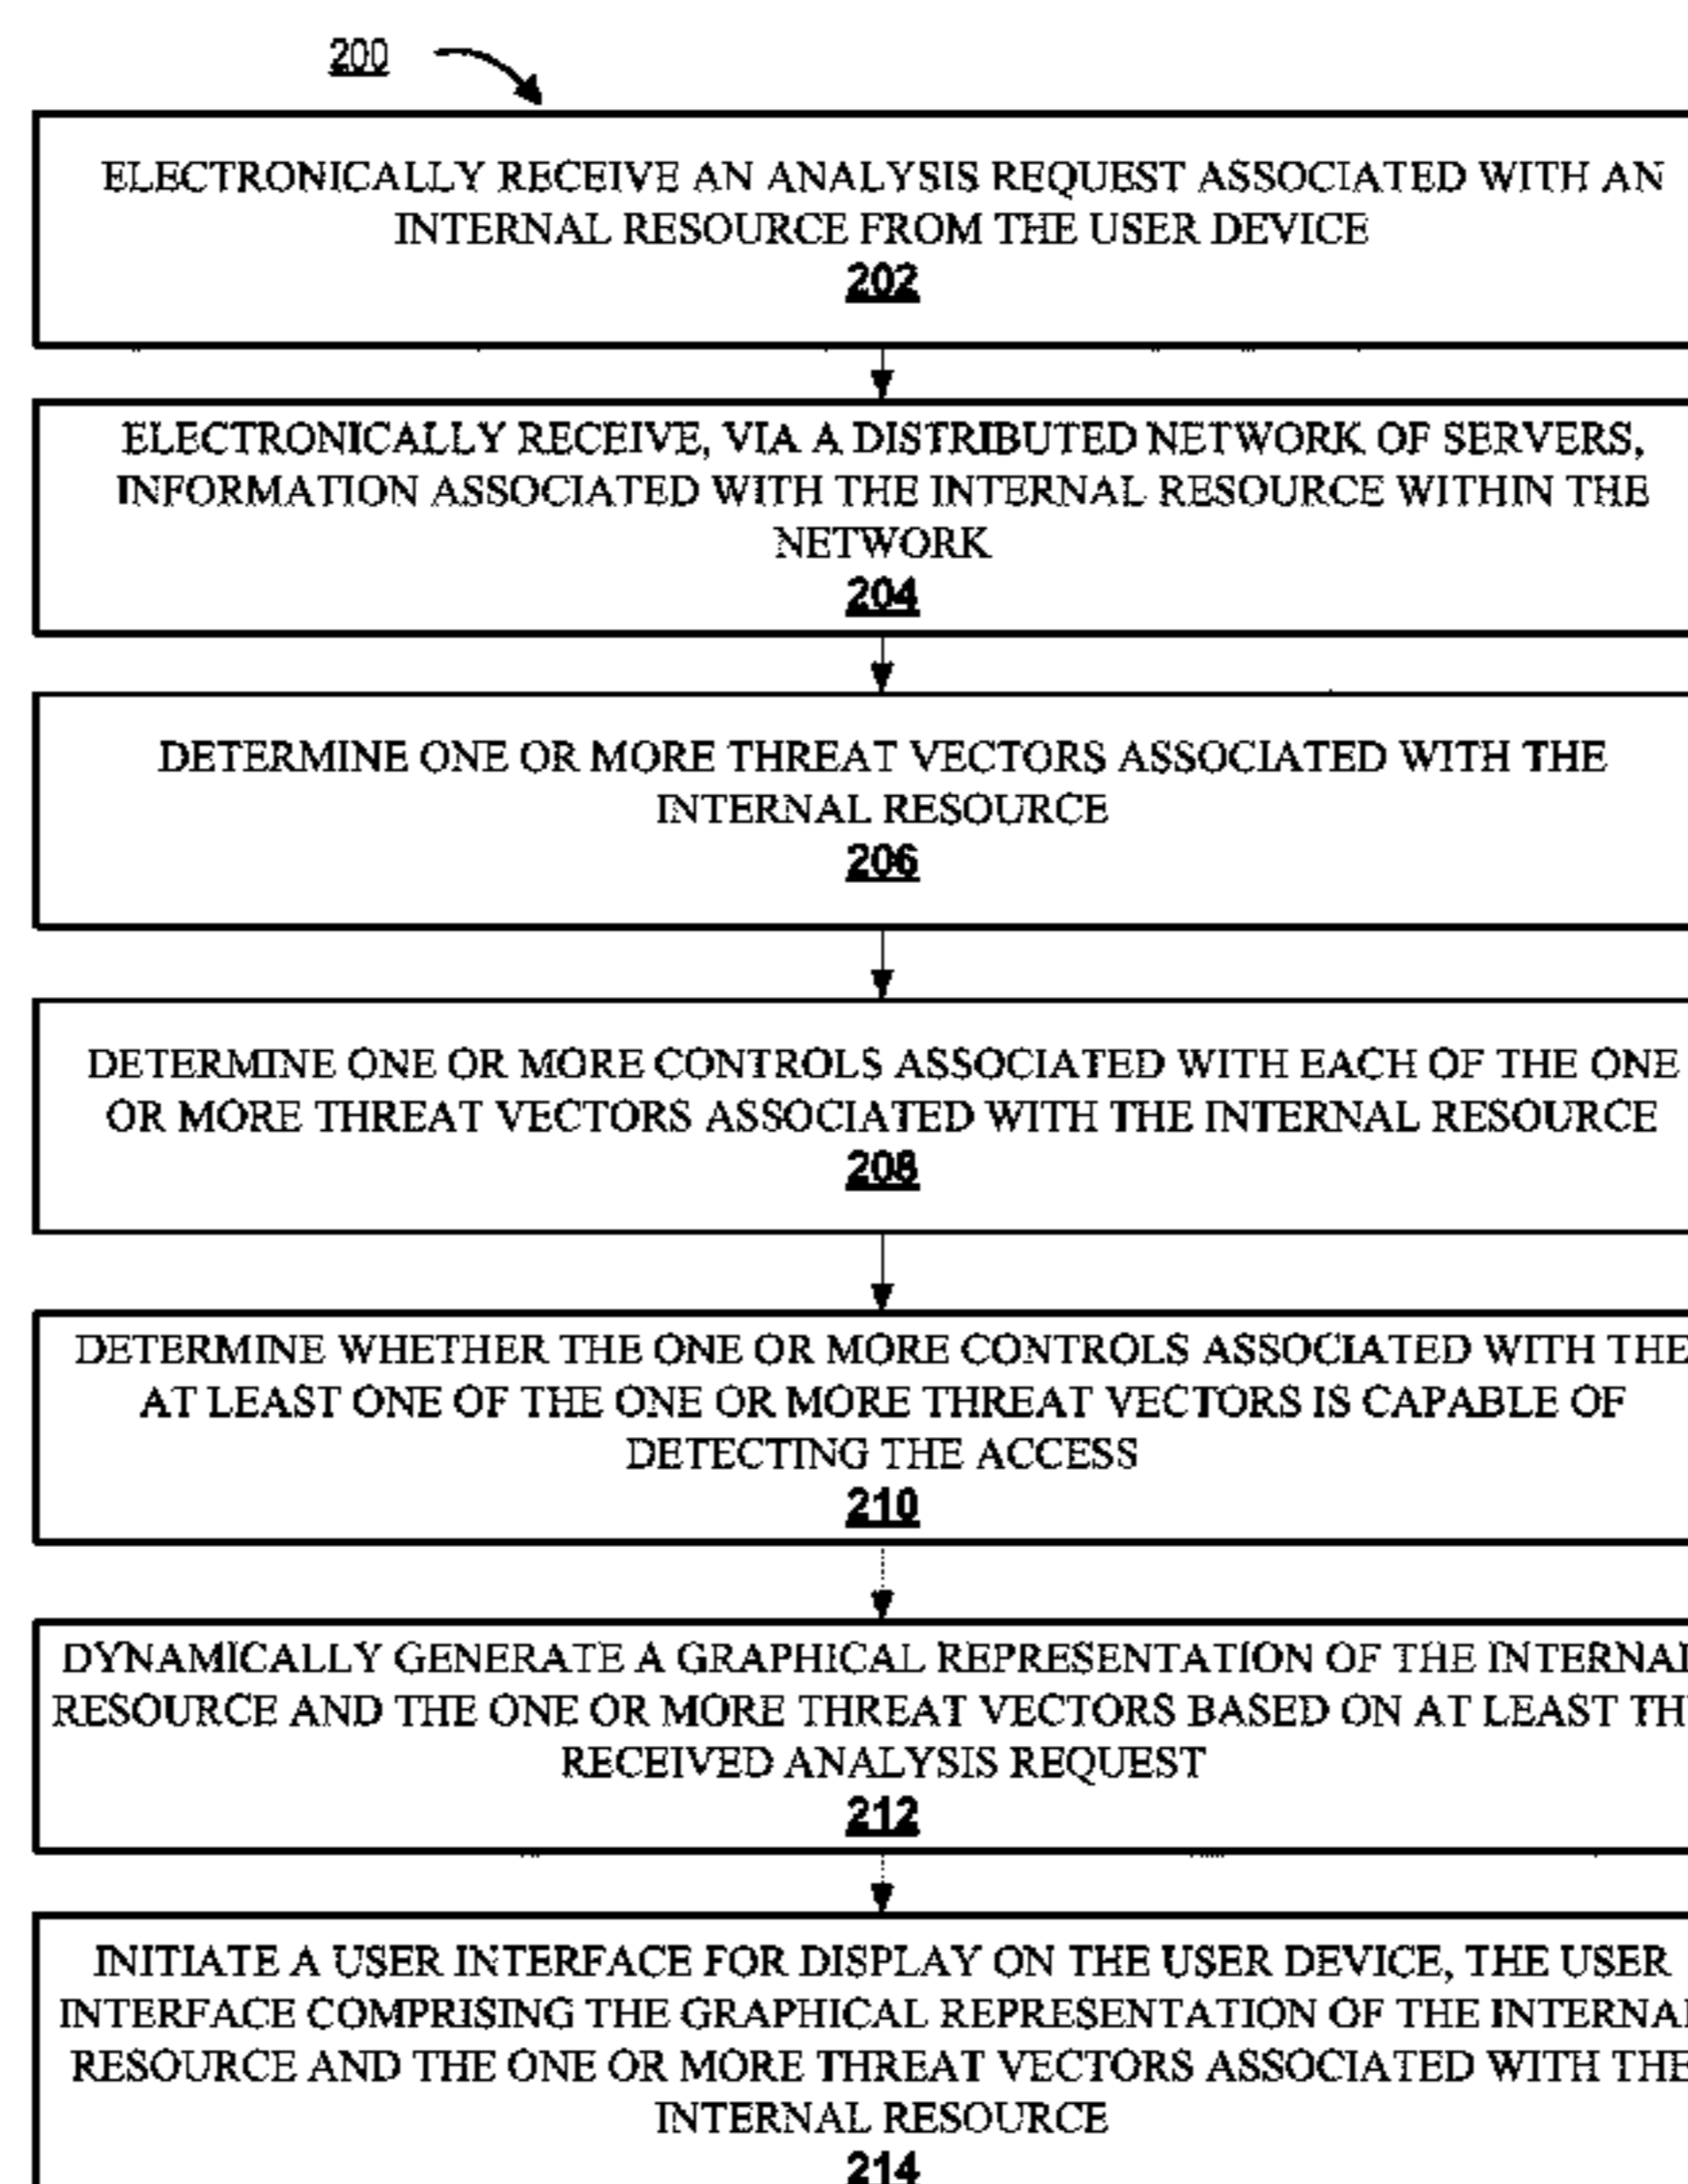 200
ELECTRONICALLY RECEIVE AN ANALYSIS REQUEST ASSOCIATED WITH AN
INTERNAL RESOURCE FROM THE USER DEVICE
202
ELECTRONICALLY RECEIVE, VIA A DISTRIBUTED NETWORK OF SERVERS,
INFORMATION ASSOCIATED WITH THE INTERNAL RESOURCE WITHIN THE
NETWORK
204
DETERMINE ONE OR MORE THREAT VECTORS ASSOCIATED WITH THE
INTERNAL RESOURCE
206
DETERMINE ONE OR MORE CONTROLS ASSOCIATED WITH EACH OF THE ONE
OR MORE THREAT VECTORS ASSOCIATED WITH THE INTERNAL RESOURCE
208
DETERMINE WHETHER THE ONE OR MORE CONTROLS ASSOCIATED WITH THE
AT LEAST ONE OF THE ONE OR MORE THREAT VECTORS IS CAPABLE OF
DETECTING THE ACCESS
210
DYNAMICALLY GENERATE A GRAPHICAL REPRESENTATION OF THE INTERNAL
RESOURCE AND THE ONE OR MORE THREAT VECTORS BASED ON AT LEAST TH
RECEIVED ANALYSIS REQUEST
212
INITIATE A USER INTERFACE FOR DISPLAY ON THE USER DEVICE, THE USER
INTERFACE COMPRISING THE GRAPHICAL REPRESENTATION OF THE INTERNAL
RESOURCE AND THE ONE OR MORE THREAT VECTORS ASSOCIATED WITH THE
INTERNAL RESOURCE
214